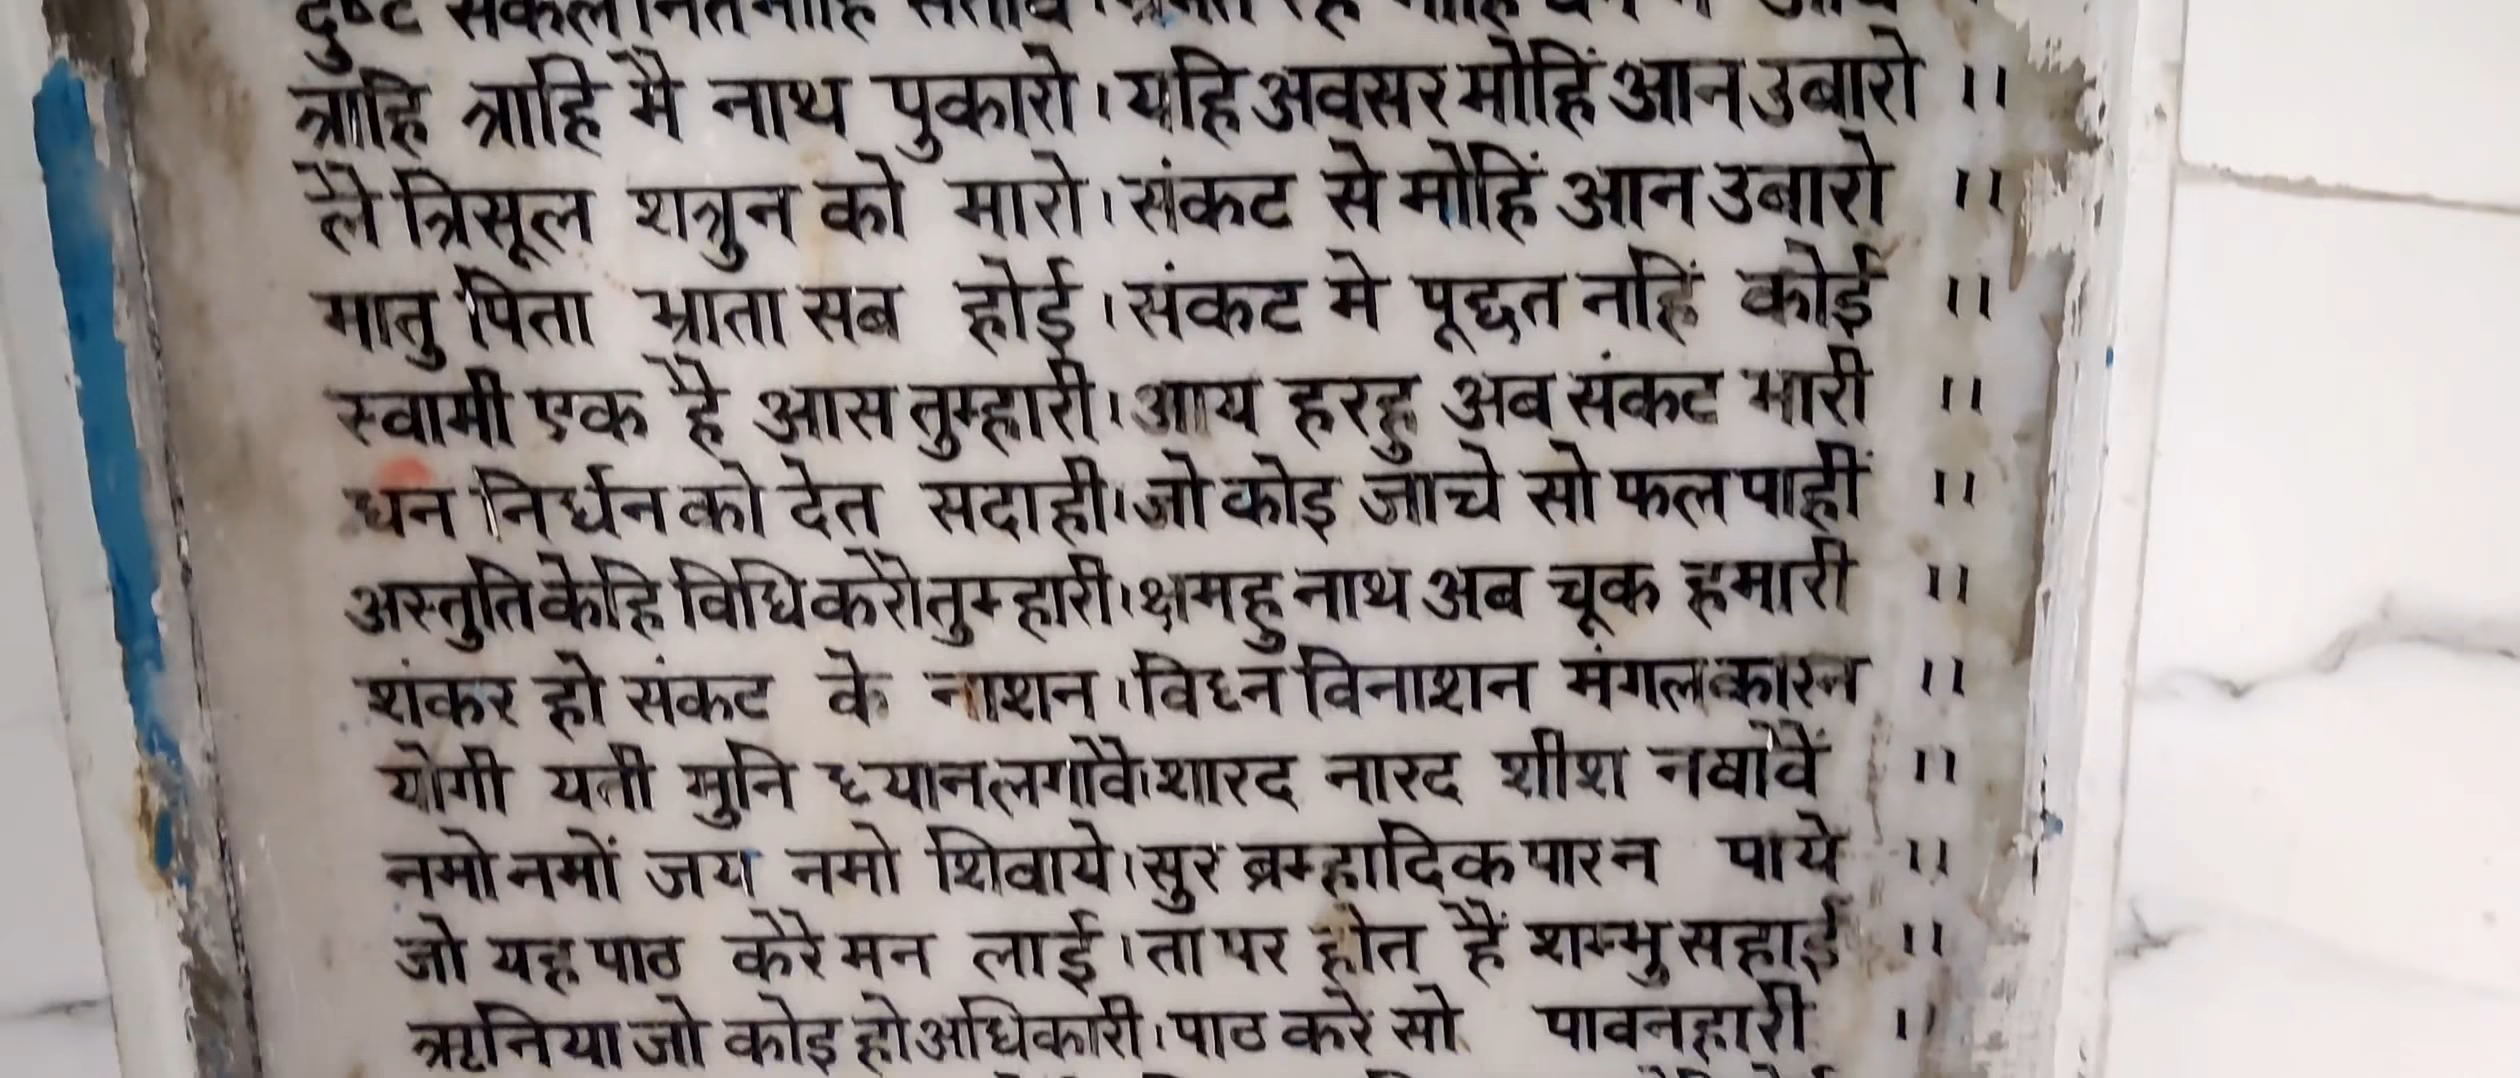 दुष्ट सकल नित मोहि
त्राहि त्राहि मै नाथ पुकारो । यहि अवसर मोहिं आन उबारो ।।
लै त्रिसूल शत्रुन को मारो । संकट से मोहिं आन उबारो ।।
मातु पिता भ्राता सब होई । संकट मे पूछत नहिं कोई ।।
स्वामी एक है आस तुम्हारी । आय हरहु अब संकट भारी ।।
धन निर्धन को देत सदाही । जो कोइ जाचे सो फल पाहीं ।।
अस्तुति केहि विधि करौ तुम्हारी । क्षमहु नाथ अब चूक हमारी ।।
शंकर हो संकट के नाशन । विघ्न विनाशन मंगल कारन ।।
योगी यती मुनि ध्यान लगावै । शारद नारद शीश नवावैं ।।
नमो नमों जय नमो शिवाये । सुर ब्रम्हादिक पार न पाये ।।
जो यह पाठ करै मन लाई । ता पर होत हैं शम्भु सहाई ।।
ऋनिया जो कोइ हो अधिकारी । पाठ करे सो पावनहारी ।।